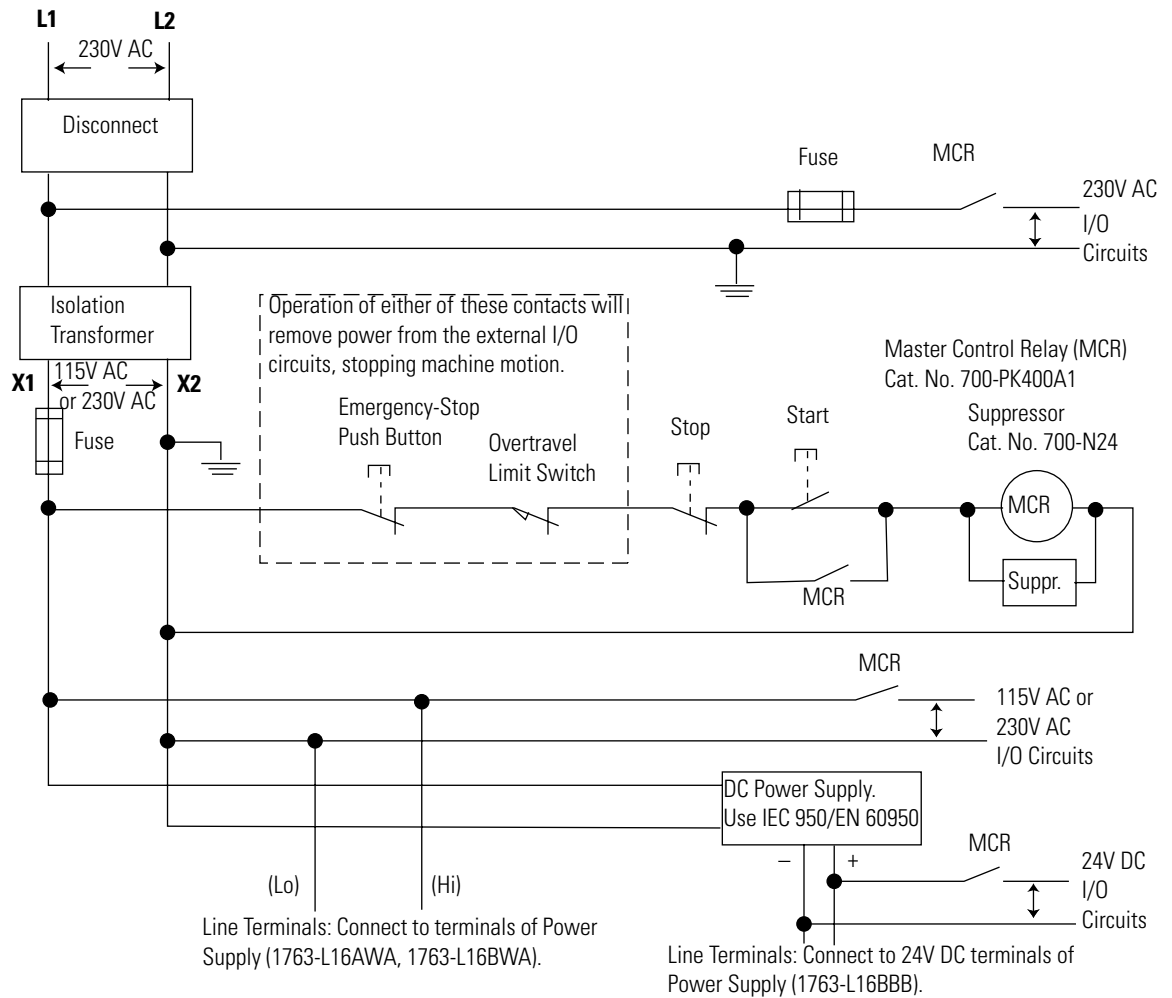 L1
L2
230V AC
Disconnect
Fuse
MCR
230V AC
I/O
Circuits
Isolation
Transformer
Operation of either of these contacts will
remove power from the external I/O
circuits, stopping machine motion.
Master Control Relay (MCR)
Cat. No. 700-PK400A1
X1
115V AC
or 230V AC
X2
Fuse
Emergency-Stop
Push Button
Overtravel
Limit Switch
Stop
Start
Suppressor
Cat. No. 700-N24
MCR
MCR
Suppr.
MCR
115V AC or
230V AC
I/O Circuits
DC Power Supply.
Use IEC 950/EN 60950
–
+
MCR
24V DC
I/O
Circuits
(Lo)
(Hi)
Line Terminals: Connect to terminals of Power
Supply (1763-L16AWA, 1763-L16BWA).
Line Terminals: Connect to 24V DC terminals of
Power Supply (1763-L16BBB).